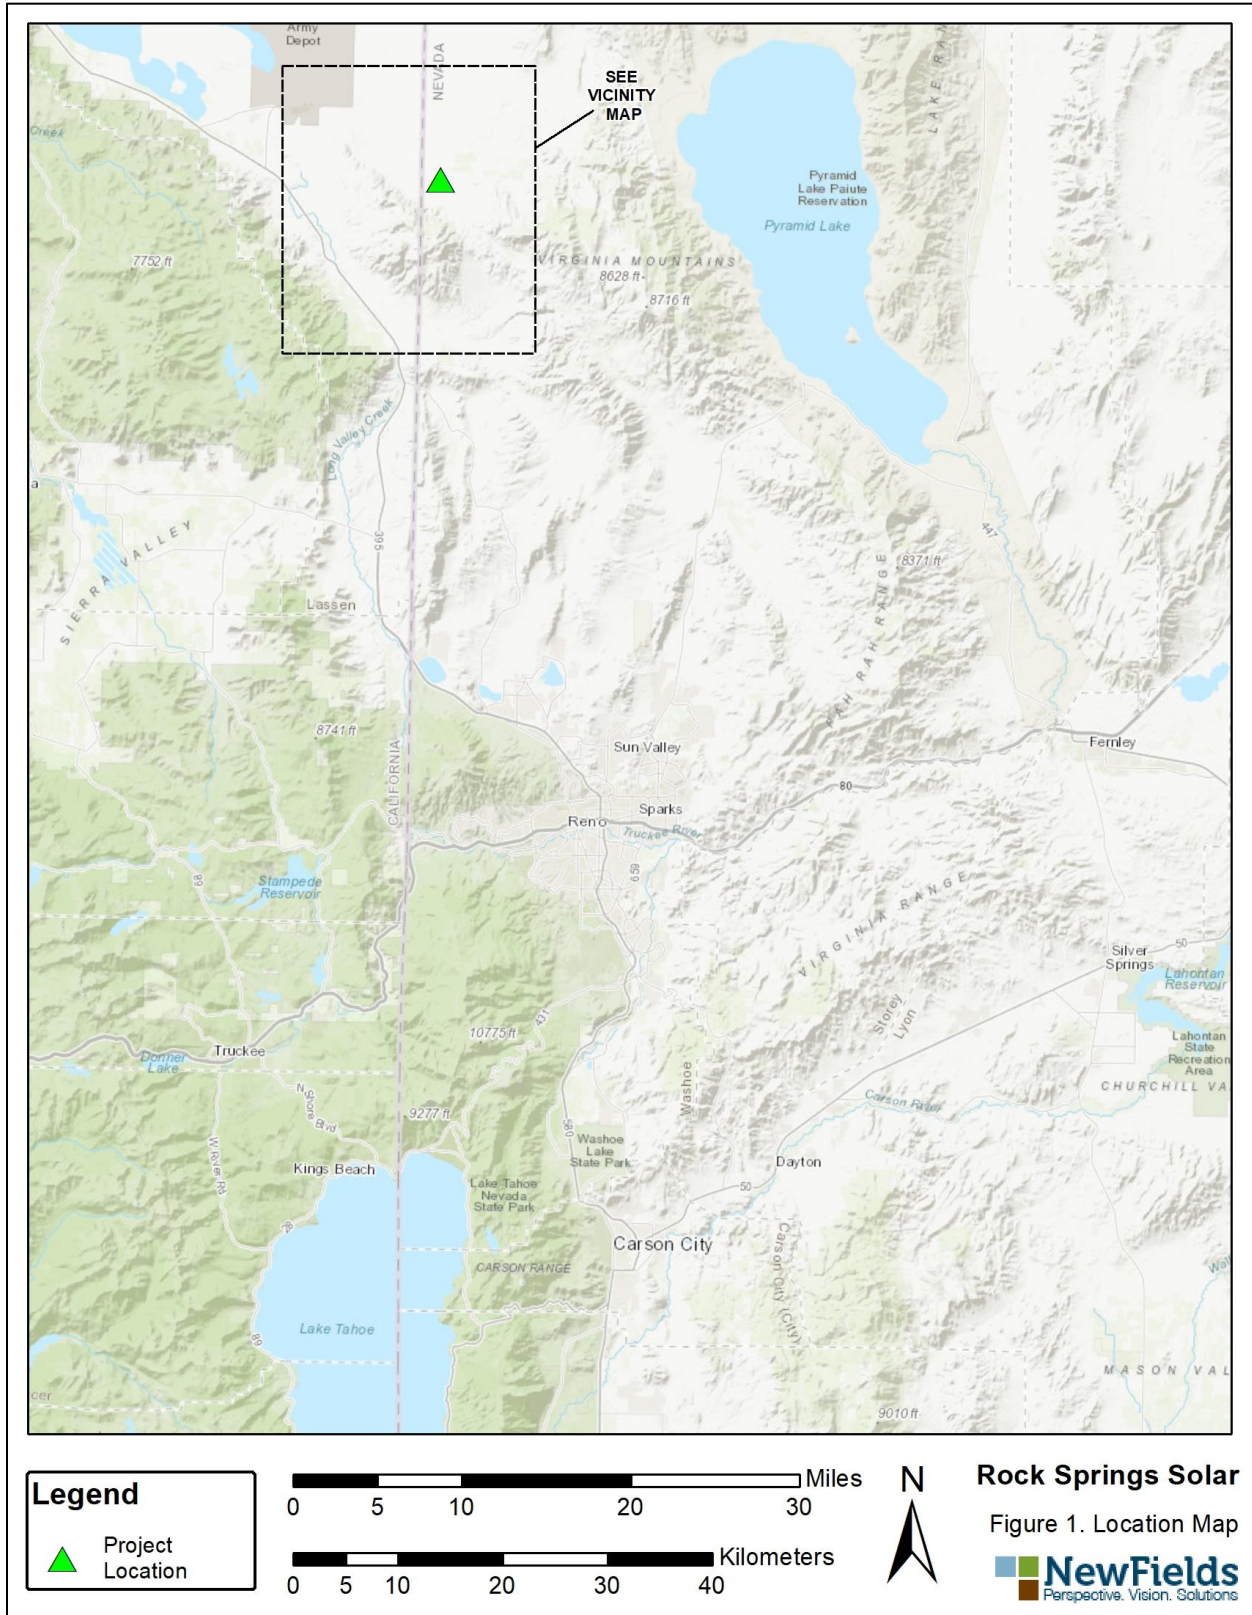 Army
Depot
NEVADA
SEE
VICINITY
MAP
LAKE RAN
Creek
Pyramid
Lake Paiute
Reservation
Pyramid Lake
7752 ft
VIRGINIA MOUNTAINS
8628 ft
8716 ft
Long Valley Creek
a
SIERRA VALLEY
395
447
8371 ft
Lassen
PAH RAH RANGE
8741 ft
CALIFORNIA
Sun Valley
Fernley
80
Sparks
Reno
Truckee River
659
89
Stampede
Reservoir
VIRGINIA RANGE
Silver
Springs
50
Lahontan
Reservoir
Storey
Lyon
10775 ft
431
Truckee
Donner
Lake
Lahontan
State
Recreation
Area
CHURCHILL VA
N Shore Blvd
Washoe
Carson River
9277 ft
580
W River Rd
Washoe
Lake
State Park
Kings Beach
Dayton
Lake Tahoe
Nevada
State Park
50
28
Carson City
CARSON RANGE
Carson City (City)
Wal
Lake Tahoe
89
MASON VAL
cer
9010 ft
Legend
Project
Location
Miles
0 5 10 20 30
Kilometers
0 5 10 20 30 40
N
Rock Springs Solar
Figure 1. Location Map
NewFields
Perspective. Vision. Solutions